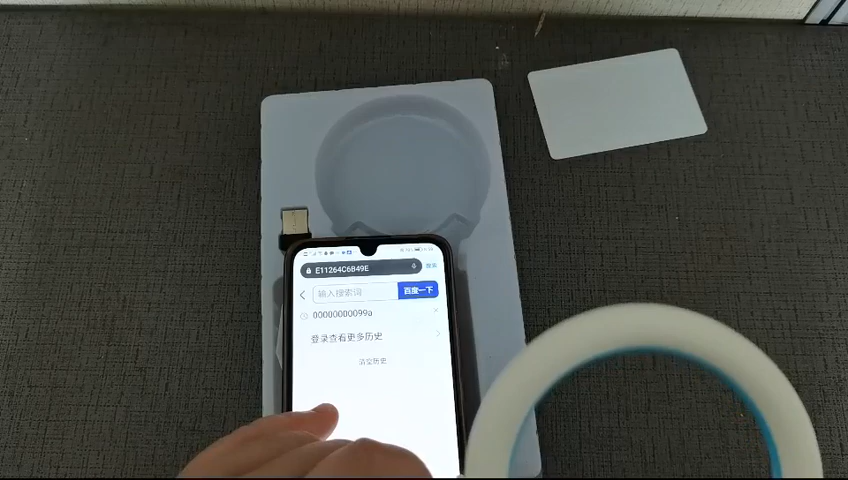 E11264C6B49E 搜索
输入搜索词 百度一下
00000000099a
登录查看更多历史
清空历史